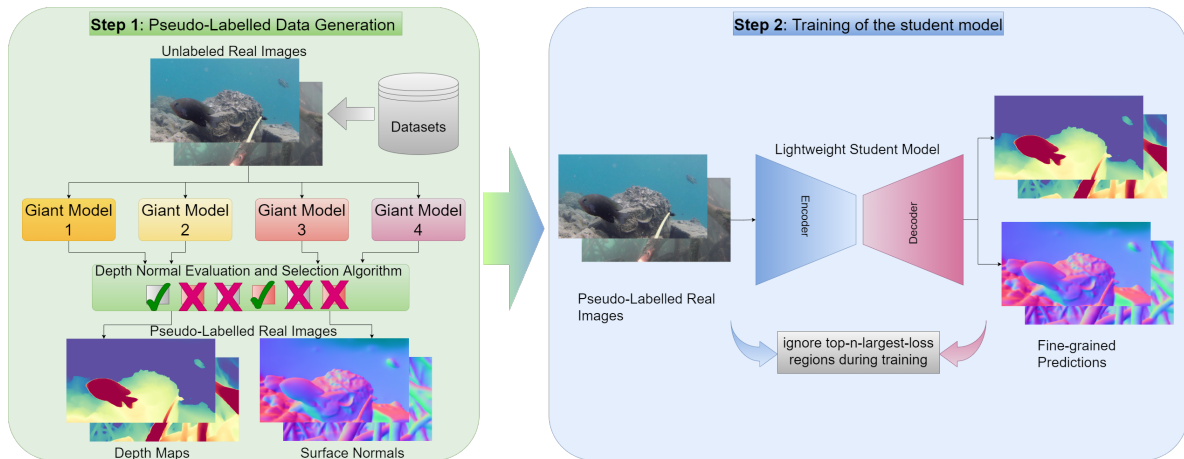 Step 1: Pseudo-Labelled Data Generation
Unlabeled Real Images
Datasets
Giant Model
1
Giant Model
2
Giant Model
3
Giant Model
4
Depth Normal Evaluation and Selection Algorithm
Pseudo-Labelled Real Images
Depth Maps
Surface Normals
Step 2: Training of the student model
Lightweight Student Model
Encoder
Decoder
Pseudo-Labelled Real
Images
ignore top-n-largest-loss
regions during training
Fine-grained
Predictions